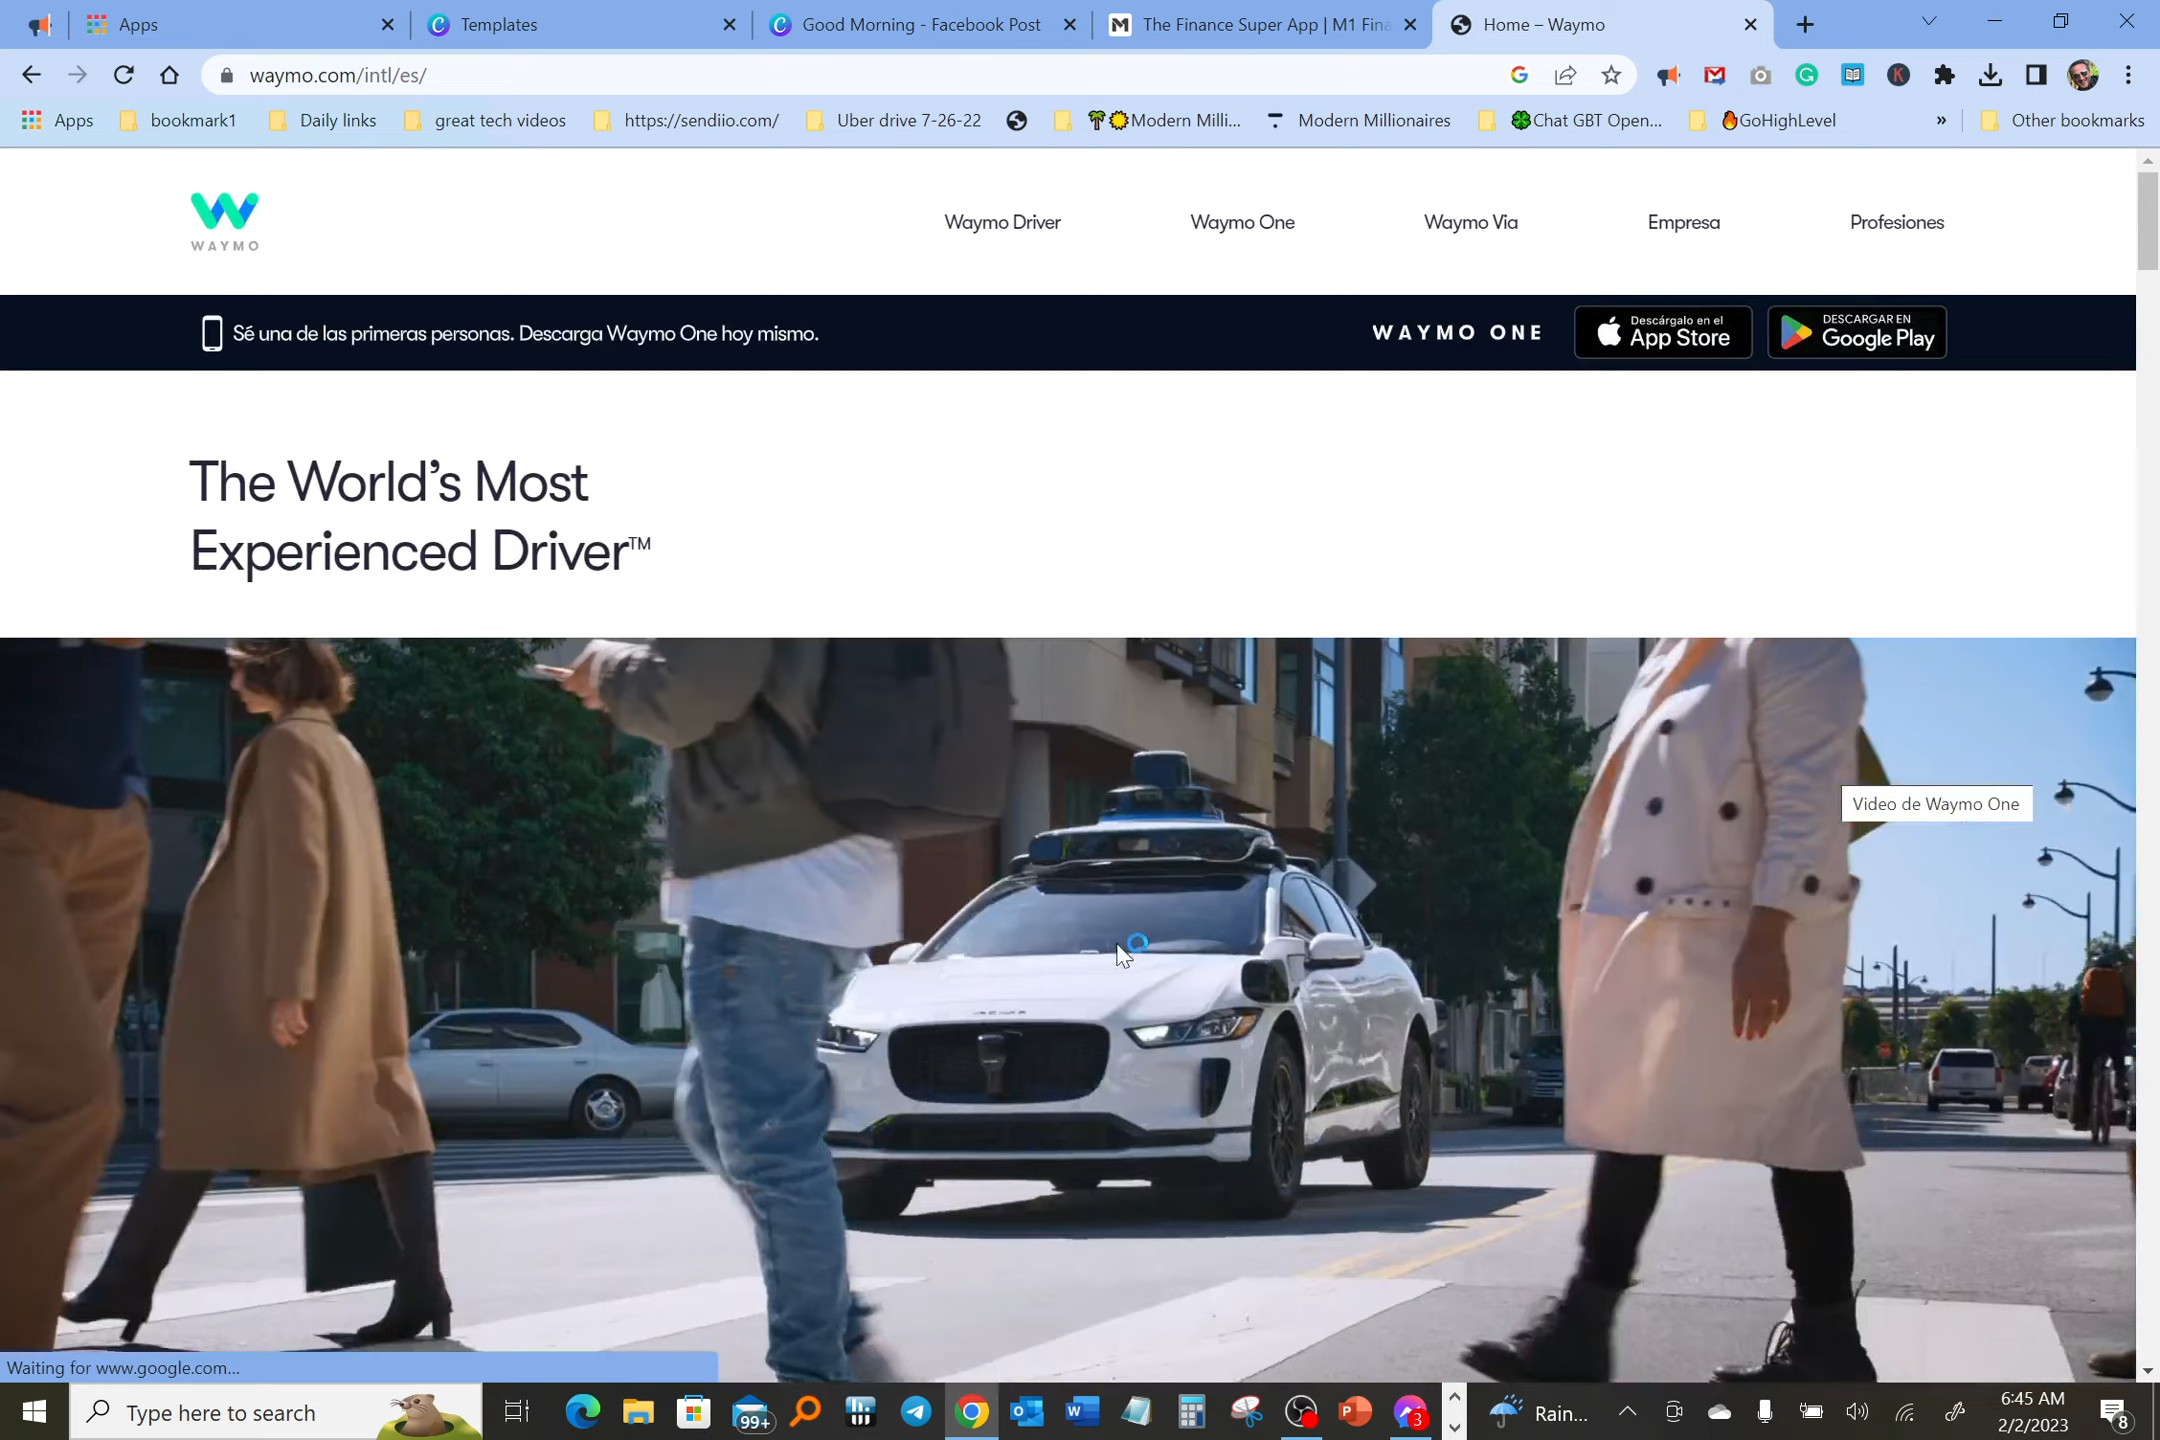 Apps
Templates
Good Morning - Facebook Post
The Finance Super App | M1 Fina
Home – Waymo
waymo.com/intl/es/
Apps
bookmark1
Daily links
great tech videos
https://sendiio.com/
Uber drive 7-26-22
🌴🌞Modern Milli...
Modern Millionaires
🍀Chat GBT Open...
🔥GoHighLevel
»
Other bookmarks
WAYMO
Waymo Driver
Waymo One
Waymo Via
Empresa
Profesiones
Sé una de las primeras personas. Descarga Waymo One hoy mismo.
WAYMO ONE
Descárgalo en el
App Store
DESCARGAR EN
Google Play
The World's Most
Experienced Driver™
Video de Waymo One
Waiting for www.google.com...
Type here to search
99+
3
Rain...
6:45 AM
2/2/2023
8